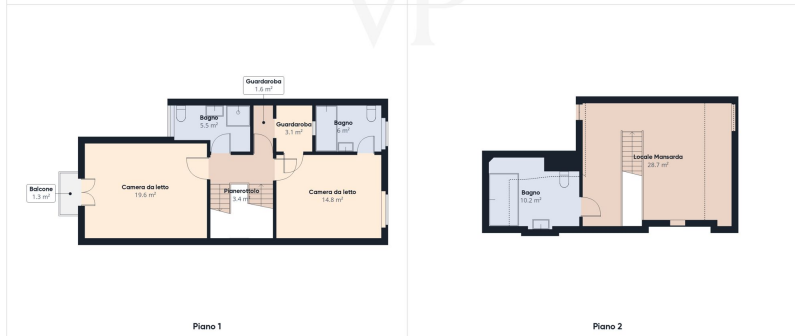 VP
Guardaroba
1.6 m²
Bagno
5.5 m²
Guardaroba
3.1 m²
Bagno
6 m²
Camera da letto
19.6 m²
Balcone
1.3 m²
Pianerottolo
3.4 m²
Camera da letto
14.8 m²
Locale Mansarda
28.7 m²
Bagno
10.2 m²
Piano 1
Piano 2